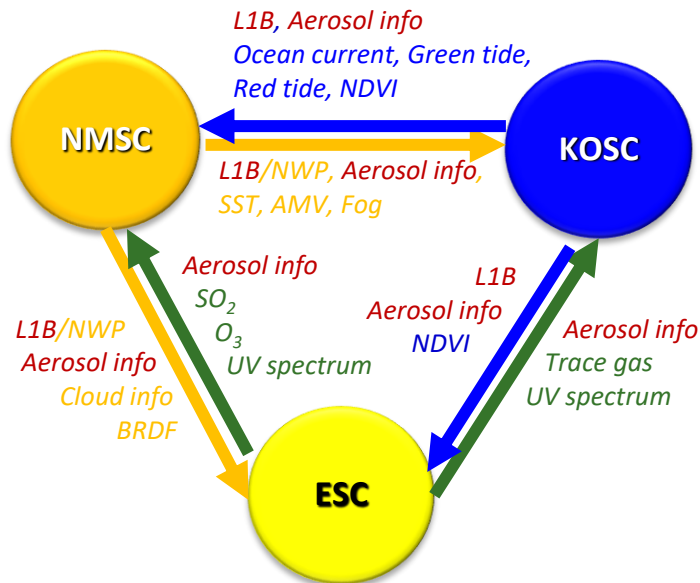 L1B, Aerosol info
Ocean current, Green tide,
Red tide, NDVI
NMSC
KOSC
L1B/NWP, Aerosol info,
SST, AMV, Fog
Aerosol info
SO₂
O₃
UV spectrum
L1B
Aerosol info
NDVI
L1B/NWP
Aerosol info
Cloud info
BRDF
Aerosol info
Trace gas
UV spectrum
ESC